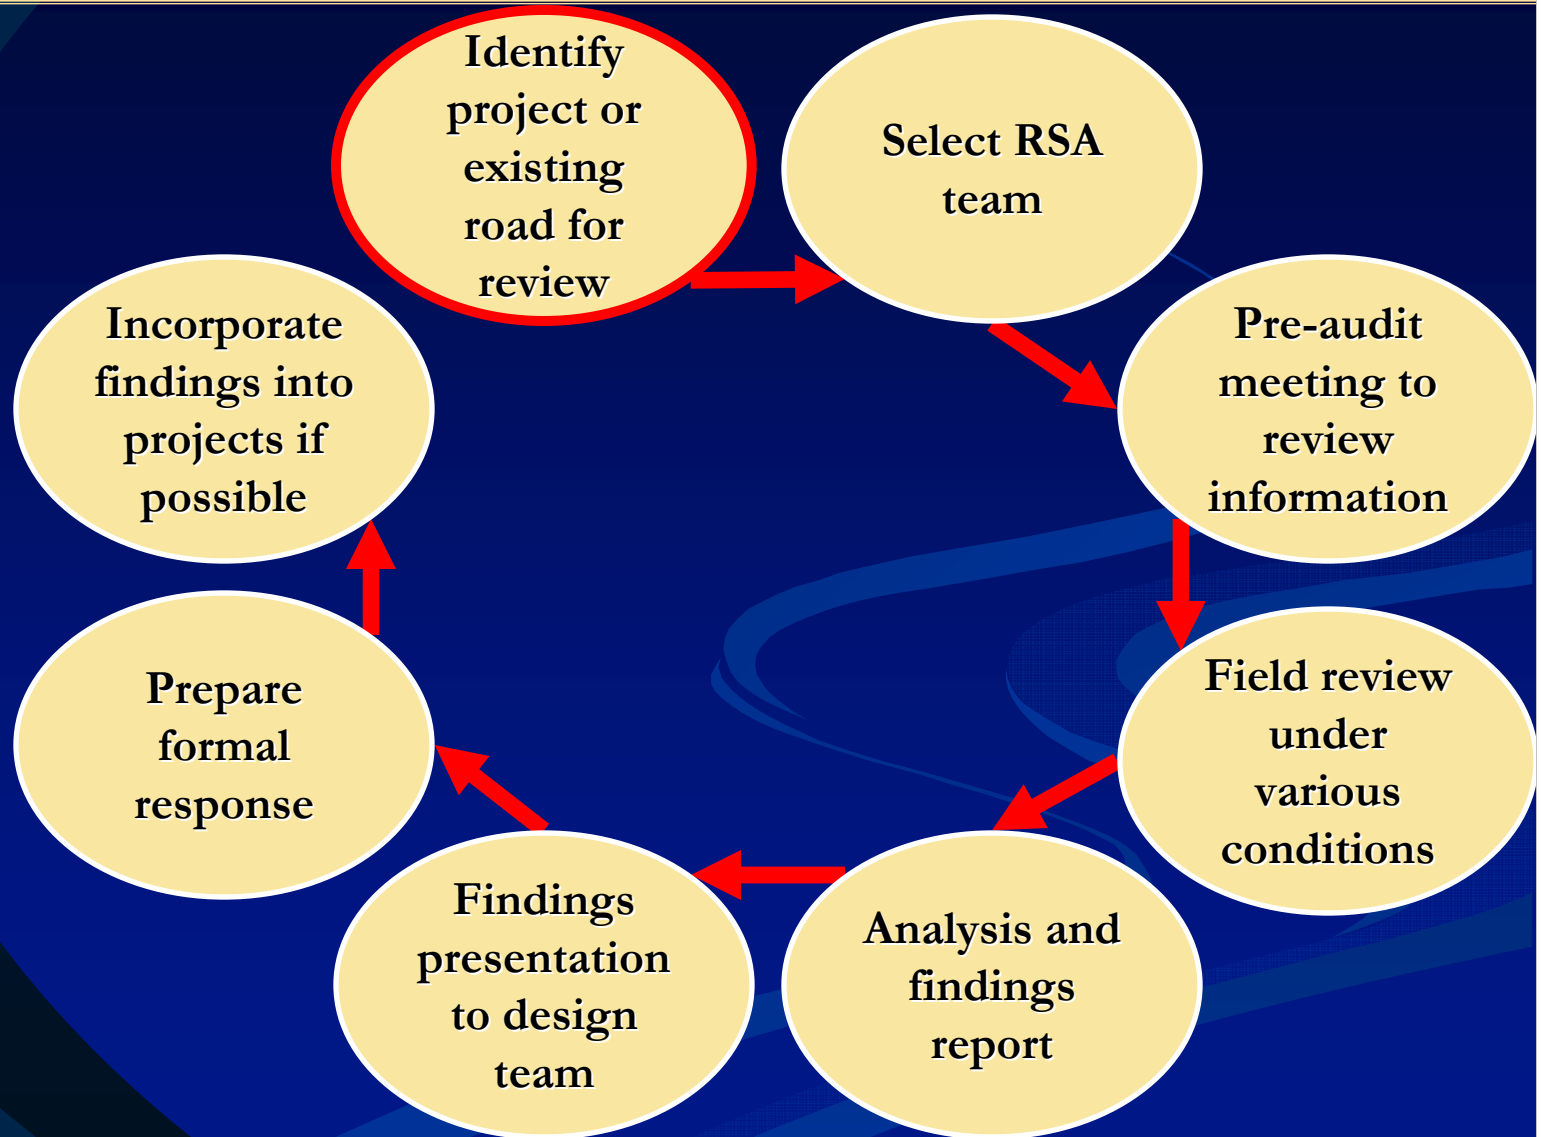 Identify
project or
existing
road for
review
Select RSA
team
Pre-audit
meeting to
review
information
Field review
under
various
conditions
Analysis and
findings
report
Findings
presentation
to design
team
Prepare
formal
response
Incorporate
findings into
projects if
possible